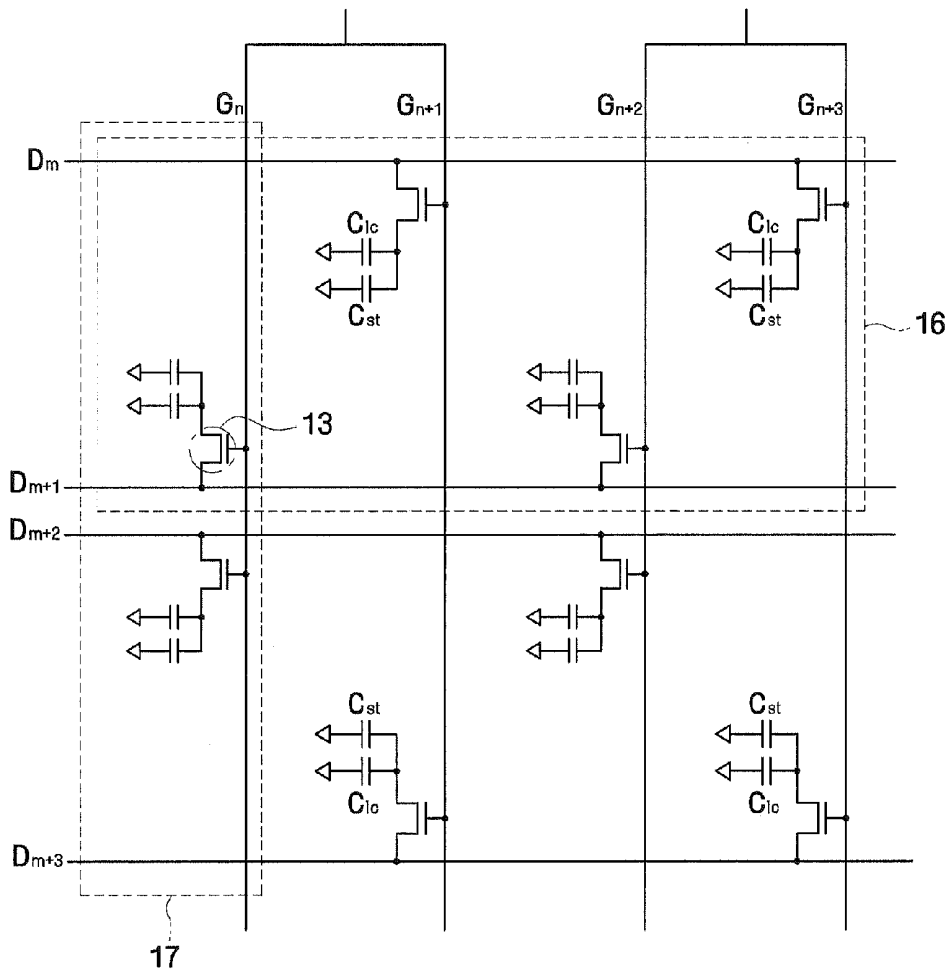 Gn Gn+1 Gn+2 Gn+3
Dm
Clc Clc
Cst Cst
16
13
Dm+1
Dm+2
Cst Cst
Clc Clc
Dm+3
17